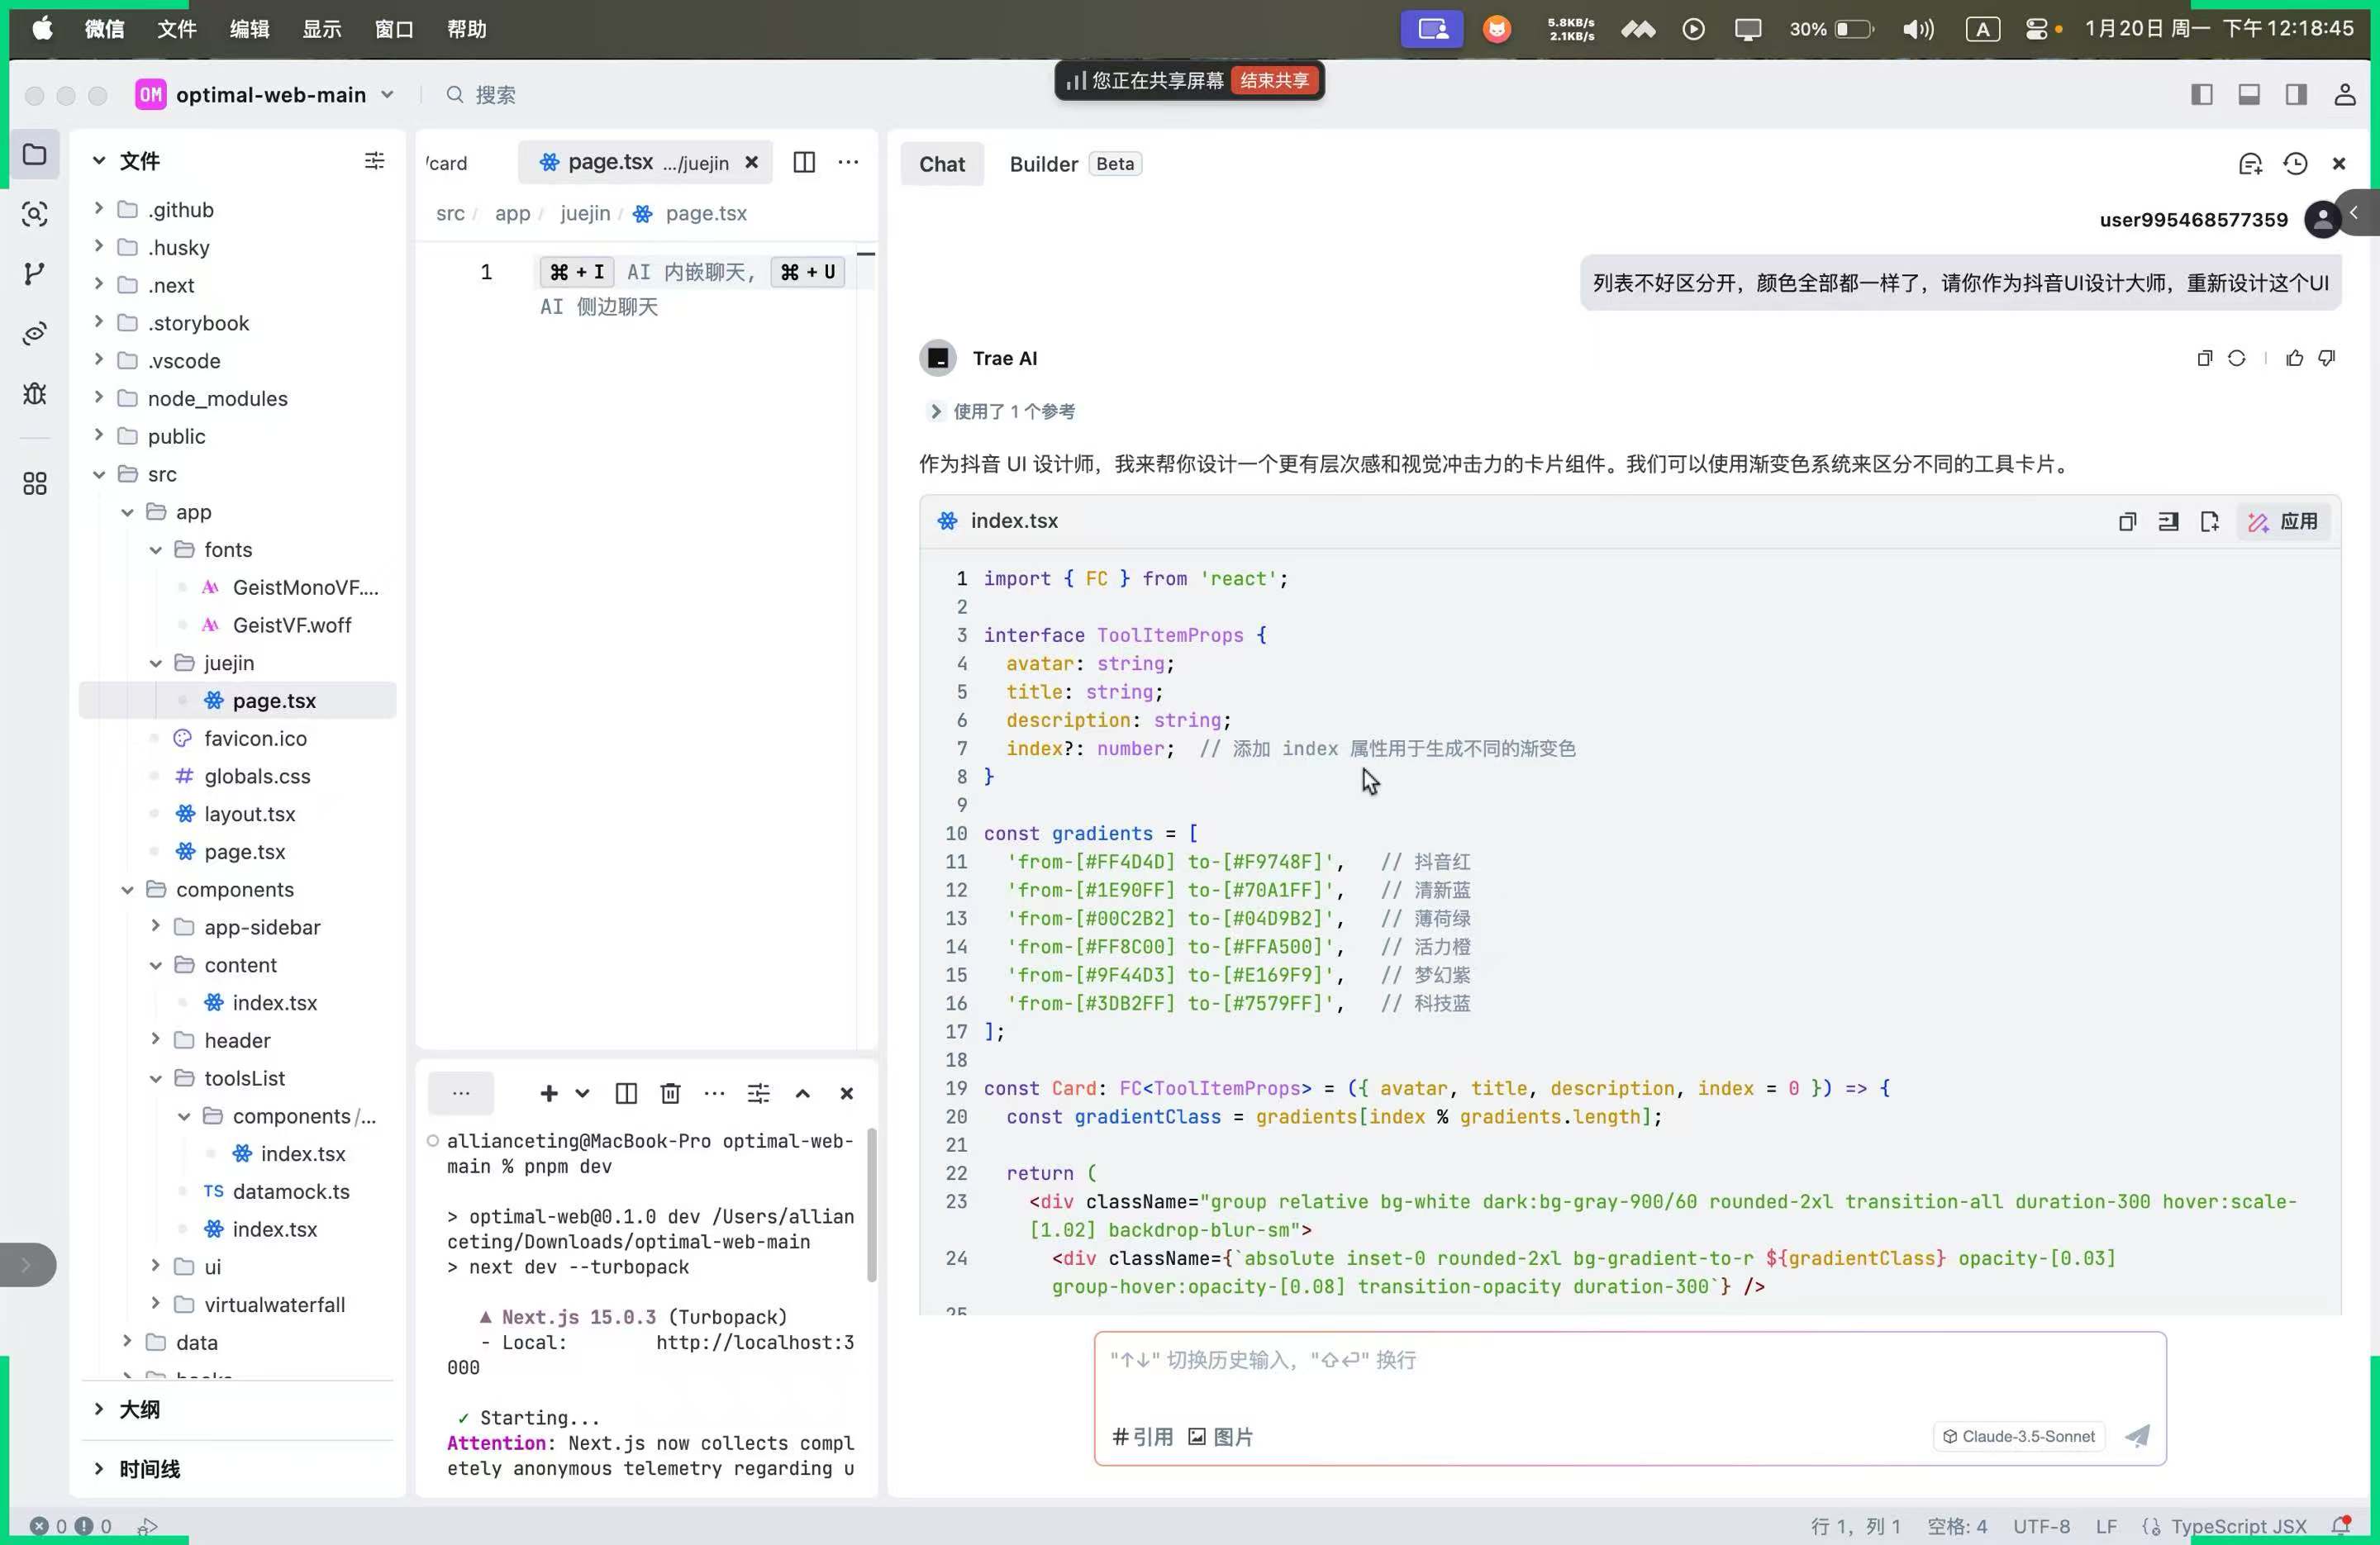 微信 文件 编辑 显示 窗口 帮助
5.8KB/s
2.1KB/s
30%
A
1月20日 周一 下午12:18:45
OM optimal-web-main
搜索
您正在共享屏幕 结束共享
文件
.github
.husky
.next
.storybook
.vscode
node_modules
public
src
app
fonts
GeistMonoVF....
GeistVF.woff
juejin
page.tsx
favicon.ico
globals.css
layout.tsx
page.tsx
components
app-sidebar
content
index.tsx
header
toolsList
components/...
index.tsx
TS datamock.ts
index.tsx
ui
virtualwaterfall
data
大纲
时间线
/card
page.tsx .../juejin
src / app / juejin / page.tsx
1 ⌘ + I AI 内嵌聊天, ⌘ + U
AI 侧边聊天
...
allianceting@MacBook-Pro optimal-web-
main % pnpm dev
> optimal-web@0.1.0 dev /Users/allian
ceting/Downloads/optimal-web-main
> next dev --turbopack
▲ Next.js 15.0.3 (Turbopack)
- Local: http://localhost:3
000
✓ Starting...
Attention: Next.js now collects compl
etely anonymous telemetry regarding u
Chat Builder Beta
user995468577359
列表不好区分开，颜色全部都一样了，请你作为抖音UI设计大师，重新设计这个UI
Trae AI
使用了 1 个参考
作为抖音 UI 设计师，我来帮你设计一个更有层次感和视觉冲击力的卡片组件。我们可以使用渐变色系统来区分不同的工具卡片。
index.tsx
应用
1 import { FC } from 'react';
2
3 interface ToolItemProps {
4 avatar: string;
5 title: string;
6 description: string;
7 index?: number; // 添加 index 属性用于生成不同的渐变色
8 }
9
10 const gradients = [
11 'from-[#FF4D4D] to-[#F9748F]', // 抖音红
12 'from-[#1E90FF] to-[#70A1FF]', // 清新蓝
13 'from-[#00C2B2] to-[#04D9B2]', // 薄荷绿
14 'from-[#FF8C00] to-[#FFA500]', // 活力橙
15 'from-[#9F44D3] to-[#E169F9]', // 梦幻紫
16 'from-[#3DB2FF] to-[#7579FF]', // 科技蓝
17 ];
18
19 const Card: FC<ToolItemProps> = ({ avatar, title, description, index = 0 }) => {
20 const gradientClass = gradients[index % gradients.length];
21
22 return (
23 <div className="group relative bg-white dark:bg-gray-900/60 rounded-2xl transition-all duration-300 hover:scale-
[1.02] backdrop-blur-sm">
24 <div className={`absolute inset-0 rounded-2xl bg-gradient-to-r ${gradientClass} opacity-[0.03]
group-hover:opacity-[0.08] transition-opacity duration-300`} />
25
"↑↓" 切换历史输入，"⇧⏎" 换行
#引用 图片
Claude-3.5-Sonnet
0 0
行 1，列 1 空格: 4 UTF-8 LF TypeScript JSX